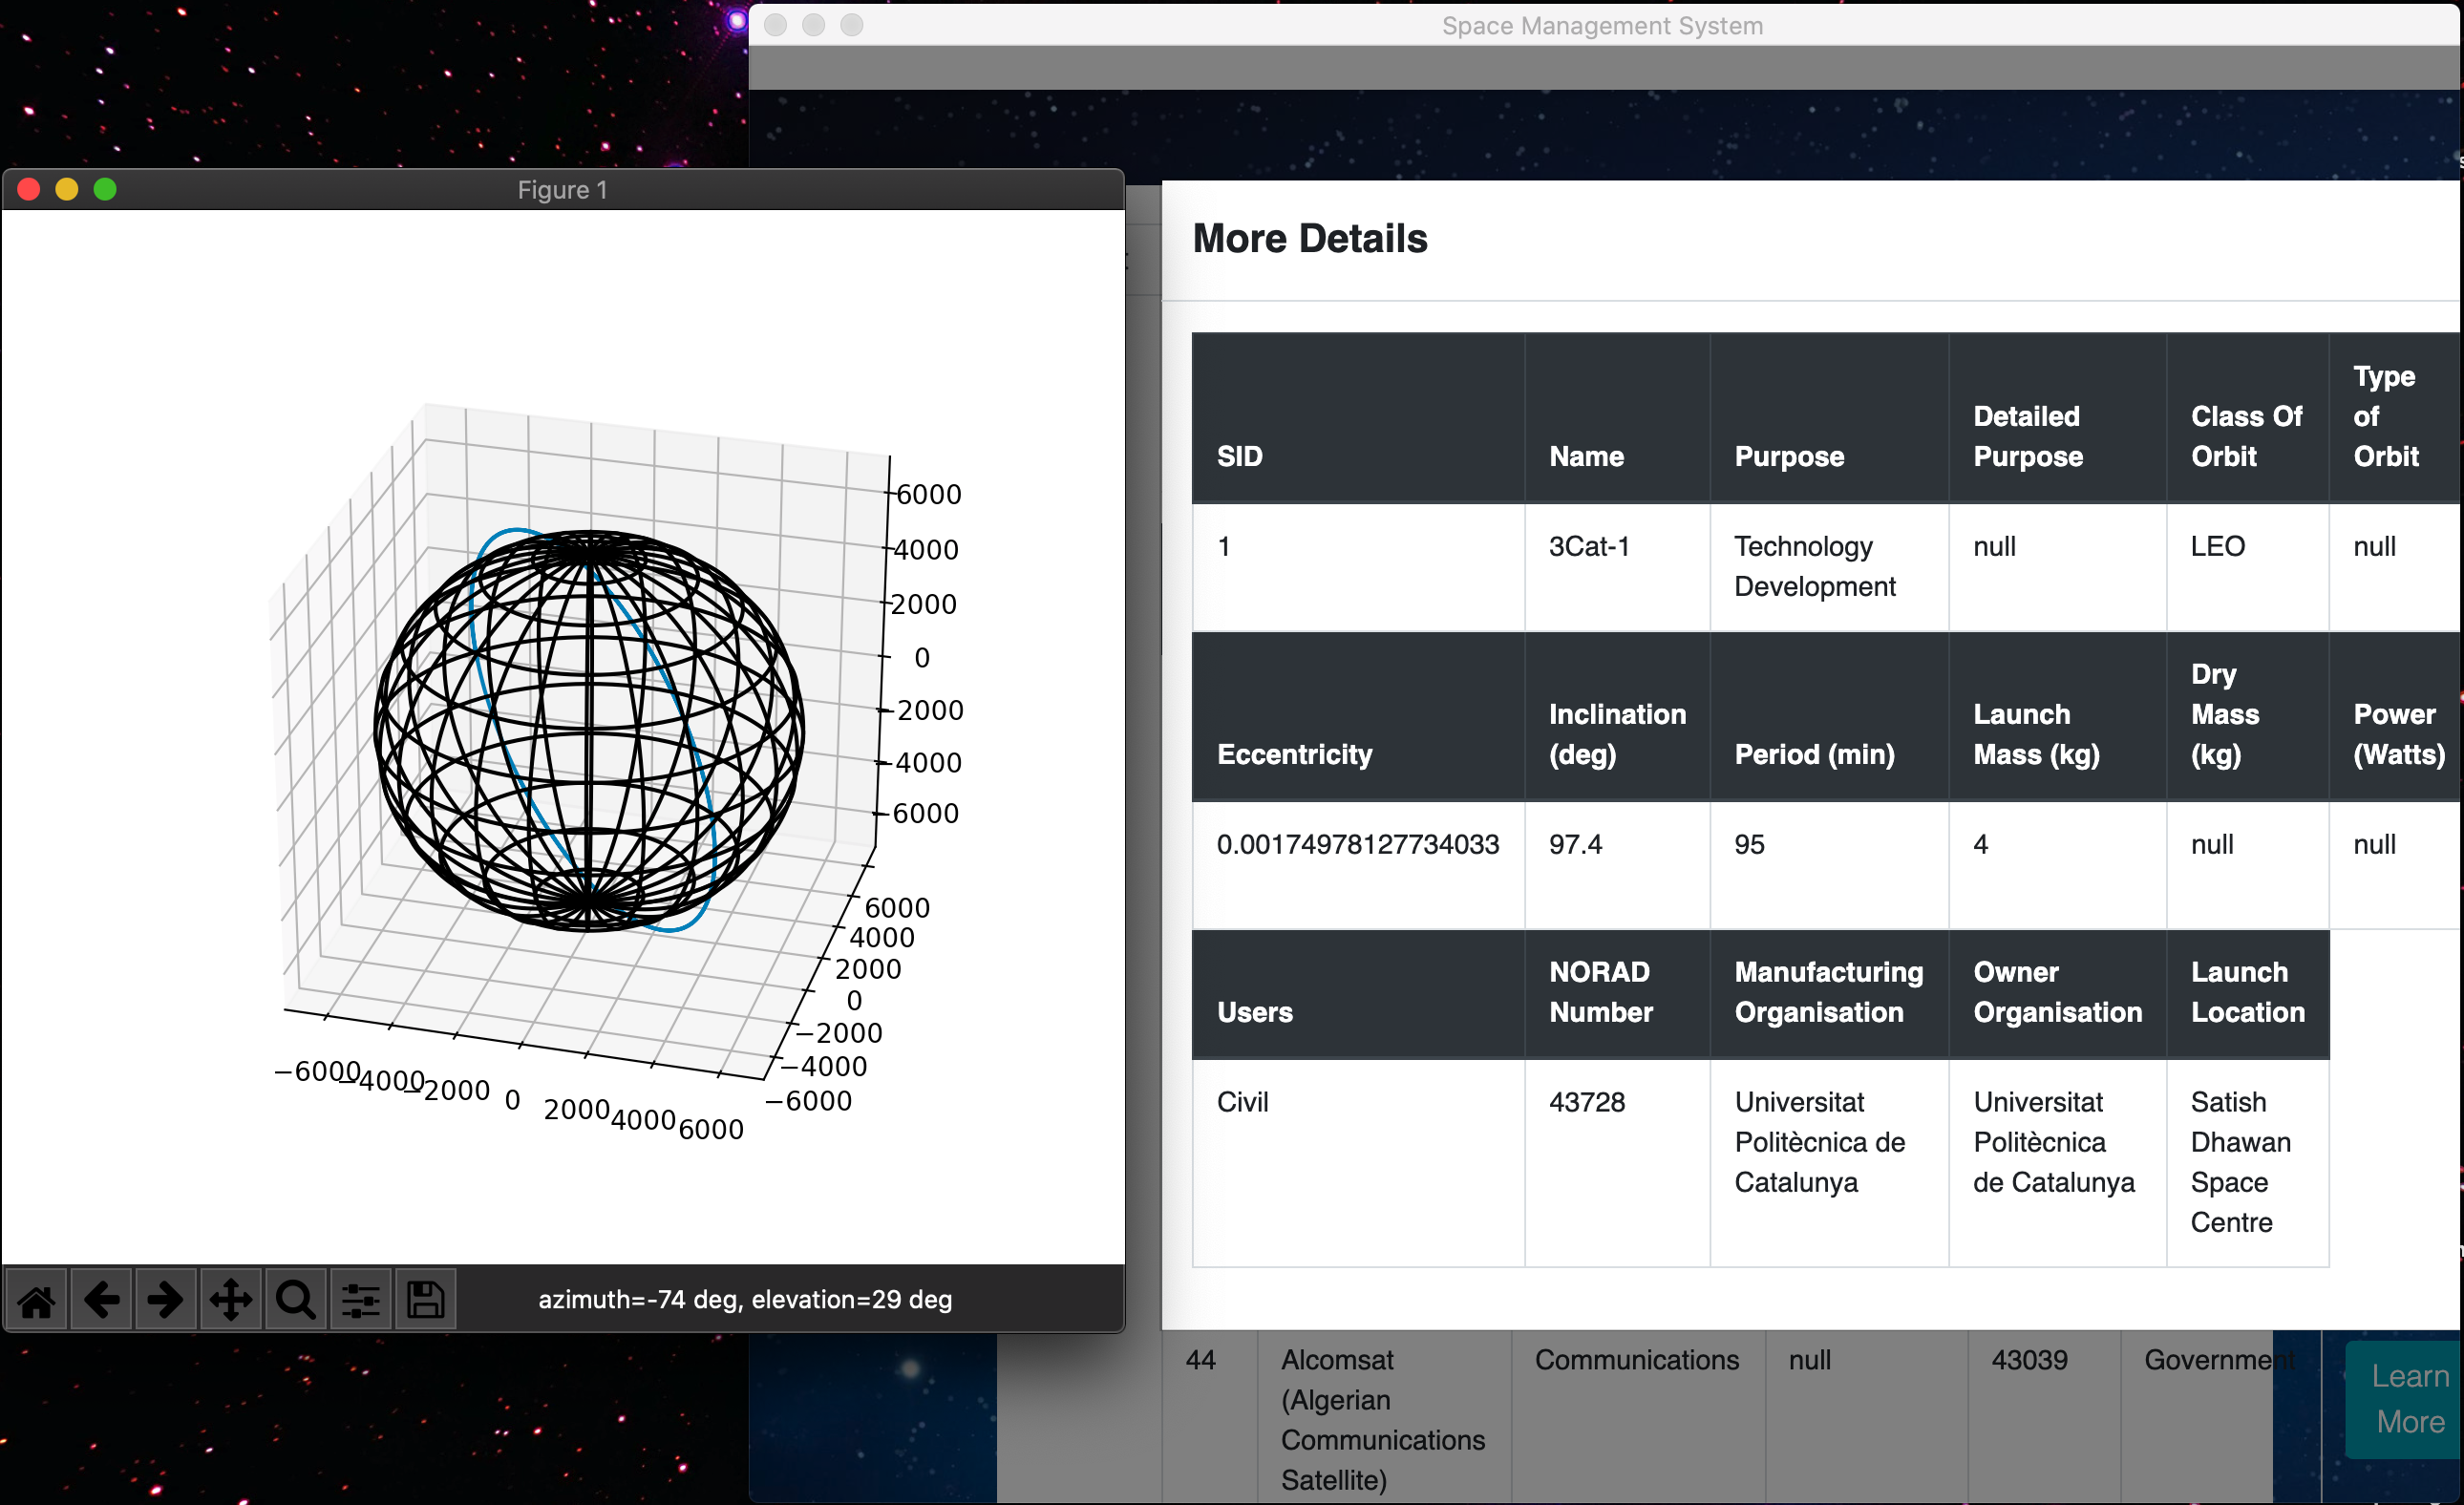 Space Management System
Figure 1
6000
4000
2000
0
−2000
−4000
−6000
6000
4000
2000
0
−2000
−4000
−6000
−6000
−4000
−2000
0
2000
4000
6000
azimuth=-74 deg, elevation=29 deg
More Details
SID
Name
Purpose
Detailed
Purpose
Class Of
Orbit
Type
of
Orbit
1
3Cat-1
Technology
Development
null
LEO
null
Eccentricity
Inclination
(deg)
Period (min)
Launch
Mass (kg)
Dry
Mass
(kg)
Power
(Watts)
0.00174978127734033
97.4
95
4
null
null
Users
NORAD
Number
Manufacturing
Organisation
Owner
Organisation
Launch
Location
Civil
43728
Universitat
Politècnica de
Catalunya
Universitat
Politècnica
de Catalunya
Satish
Dhawan
Space
Centre
44
Alcomsat
(Algerian
Communications
Satellite)
Communications
null
43039
Government
Learn
More